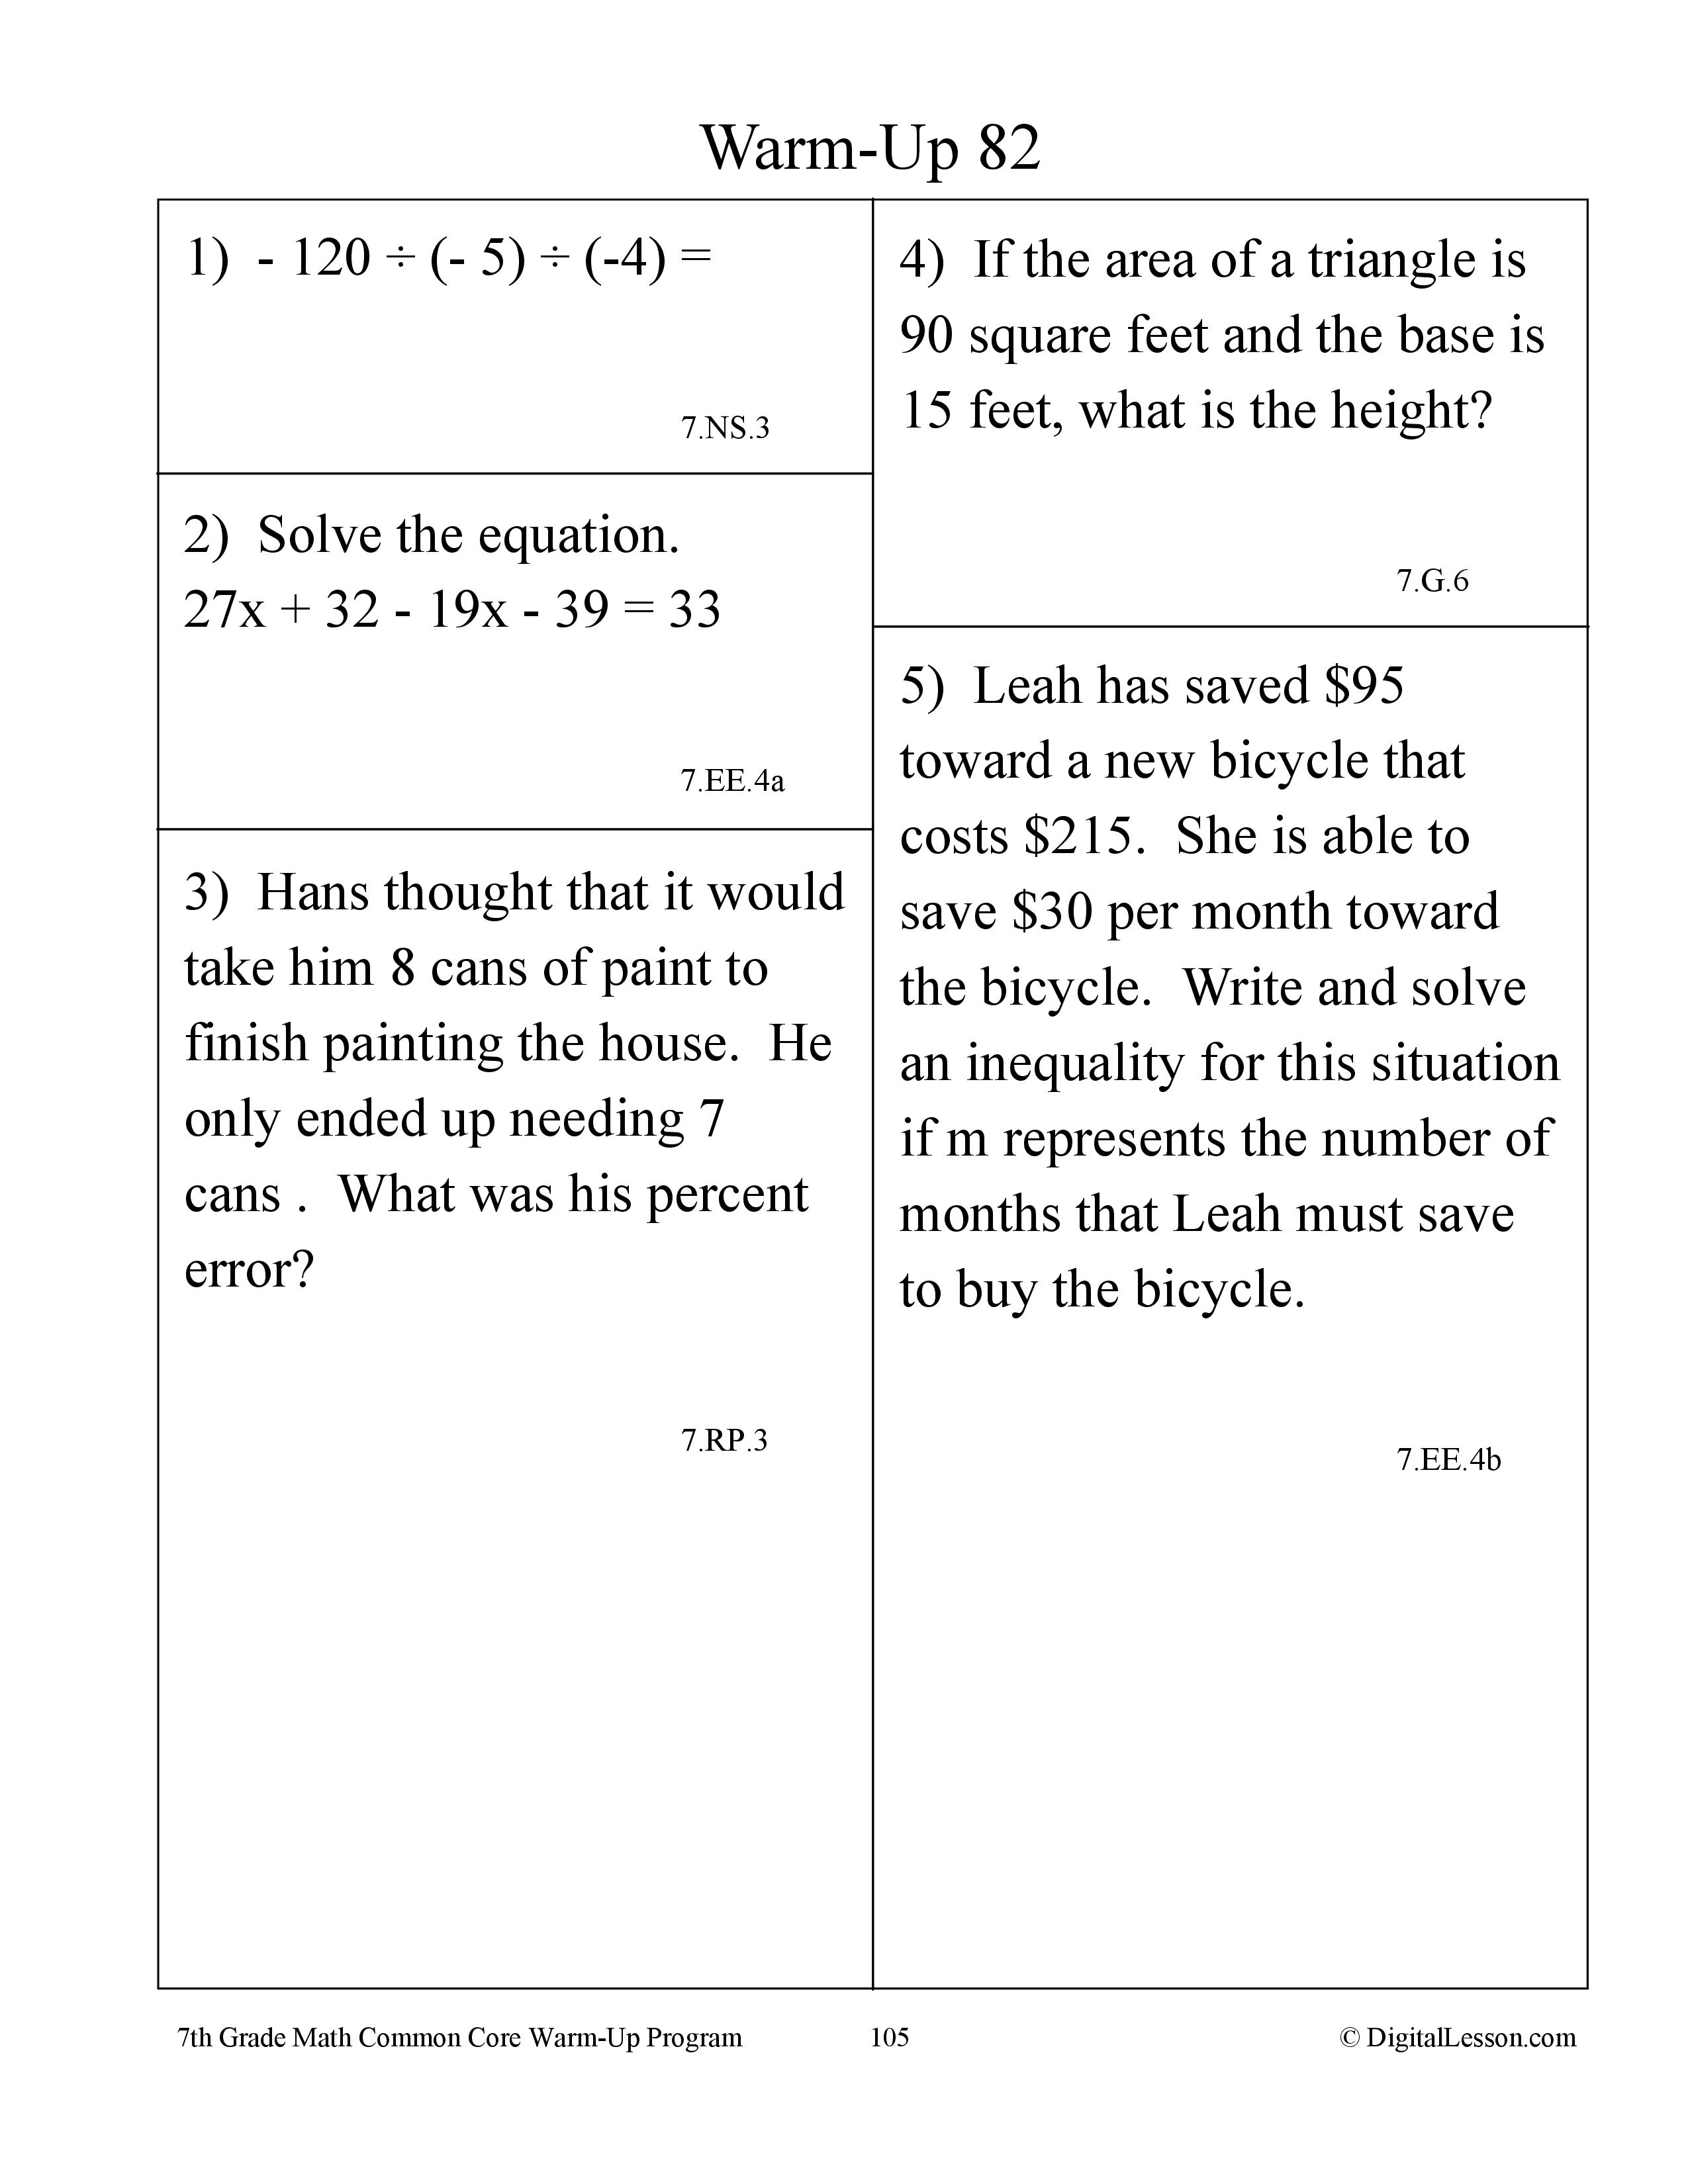 Warm-Up 82
1)  - 120 ÷ (- 5) ÷ (-4) =
7.NS.3
2)  Solve the equation.
27x + 32 - 19x - 39 = 33
7.EE.4a
3)  Hans thought that it would
take him 8 cans of paint to
finish painting the house.  He
only ended up needing 7
cans .  What was his percent
error?
7.RP.3
4)  If the area of a triangle is
90 square feet and the base is
15 feet, what is the height?
7.G.6
5)  Leah has saved $95
toward a new bicycle that
costs $215.  She is able to
save $30 per month toward
the bicycle.  Write and solve
an inequality for this situation
if m represents the number of
months that Leah must save
to buy the bicycle.
7.EE.4b
7th Grade Math Common Core Warm-Up Program
105
© DigitalLesson.com